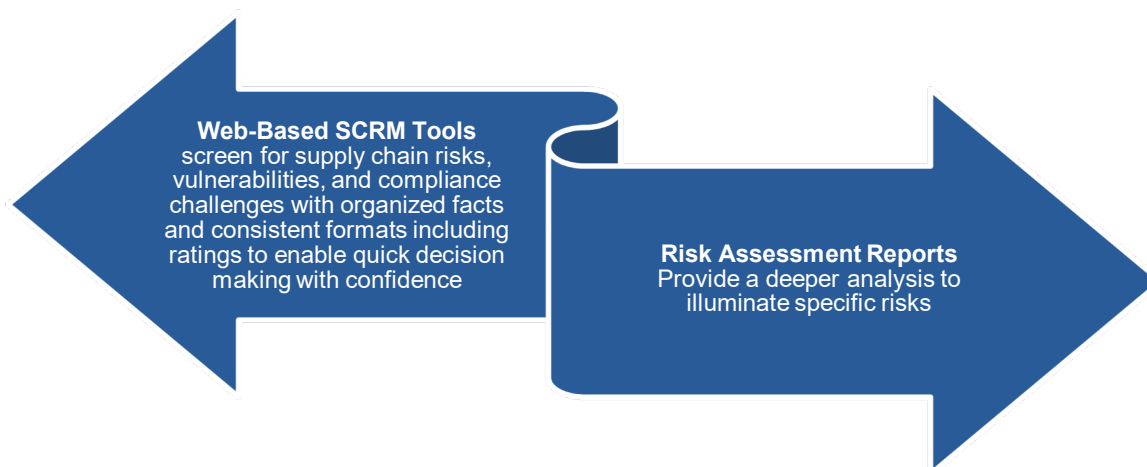 Web-Based SCRM Tools
screen for supply chain risks,
vulnerabilities, and compliance
challenges with organized facts
and consistent formats including
ratings to enable quick decision
making with confidence
Risk Assessment Reports
Provide a deeper analysis to
illuminate specific risks